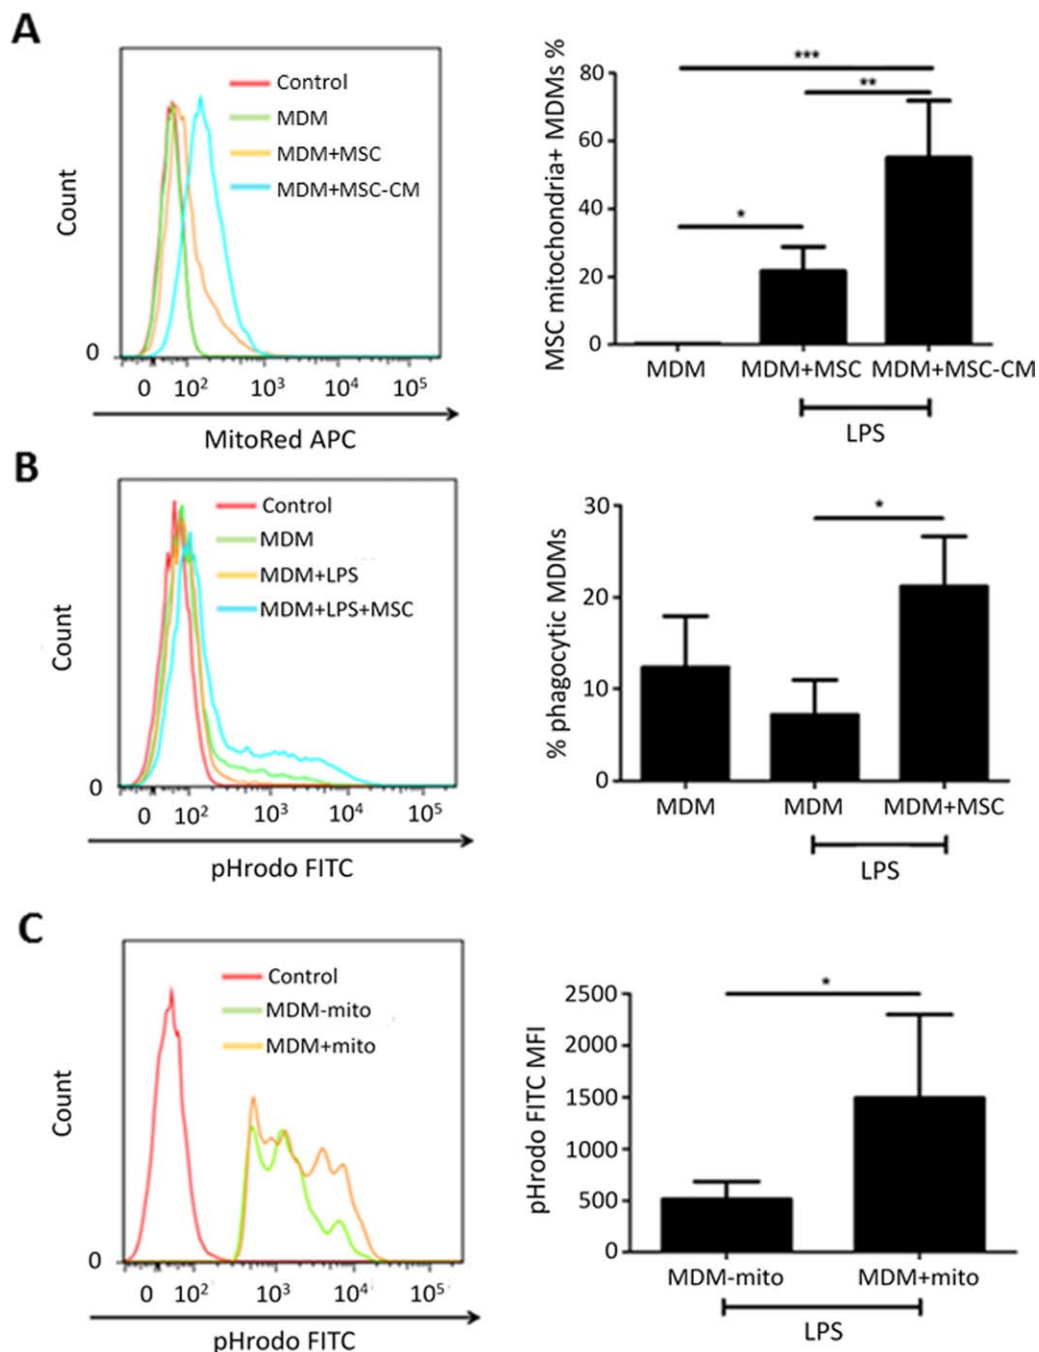 A
Control
MDM
MDM+MSC
MDM+MSC-CM
Count
0
0 10² 10³ 10⁴ 10⁵
MitoRed APC
MSC mitochondria+ MDMs %
80
60
40
20
0
***
**
*
MDM MDM+MSC MDM+MSC-CM
LPS
B
Control
MDM
MDM+LPS
MDM+LPS+MSC
Count
0
0 10² 10³ 10⁴ 10⁵
pHrodo FITC
% phagocytic MDMs
30
20
10
0
*
MDM MDM MDM+MSC
LPS
C
Control
MDM-mito
MDM+mito
Count
0
0 10² 10³ 10⁴ 10⁵
pHrodo FITC
pHrodo FITC MFI
2500
2000
1500
1000
500
0
*
MDM-mito MDM+mito
LPS